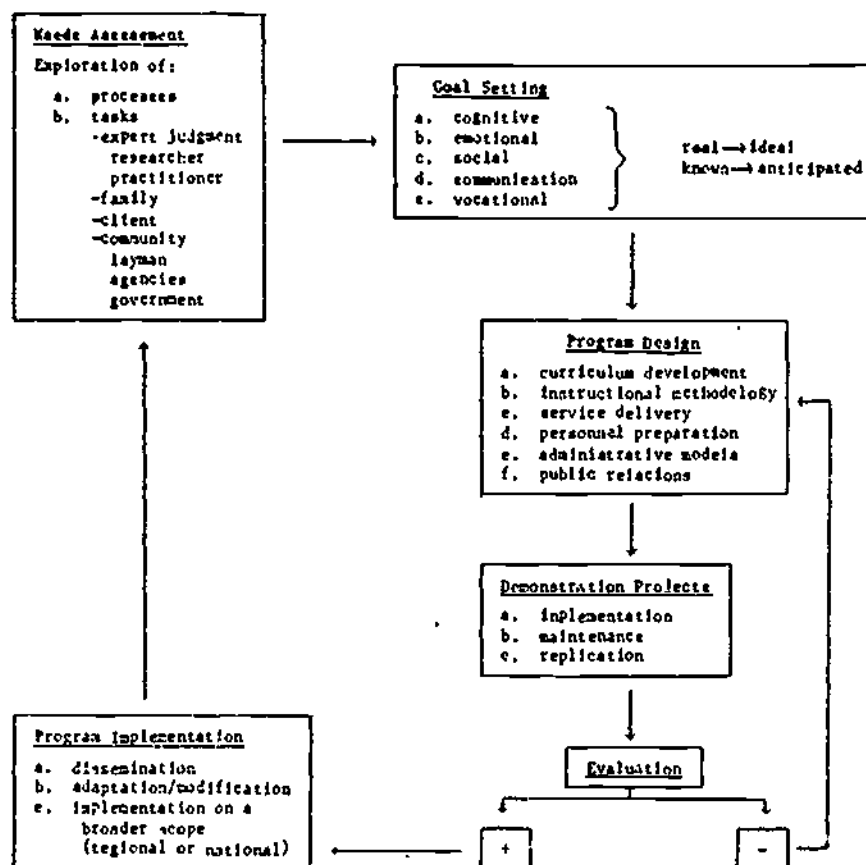 Needs Assessment
Exploration of:
a. processes
b. tasks
-expert judgment
researcher
practitioner
-family
-client
-community
layman
agencies
government
Goal Setting
a. cognitive
b. emotional
c. social
d. communication
e. vocational
real→ideal
known→anticipated
Program Design
a. curriculum development
b. instructional methodology
c. service delivery
d. personnel preparation
e. administrative models
f. public relations
Demonstration Projects
a. implementation
b. maintenance
c. replication
Evaluation
+
-
Program Implementation
a. dissemination
b. adaptation/modification
c. implementation on a
broader scope
(regional or national)